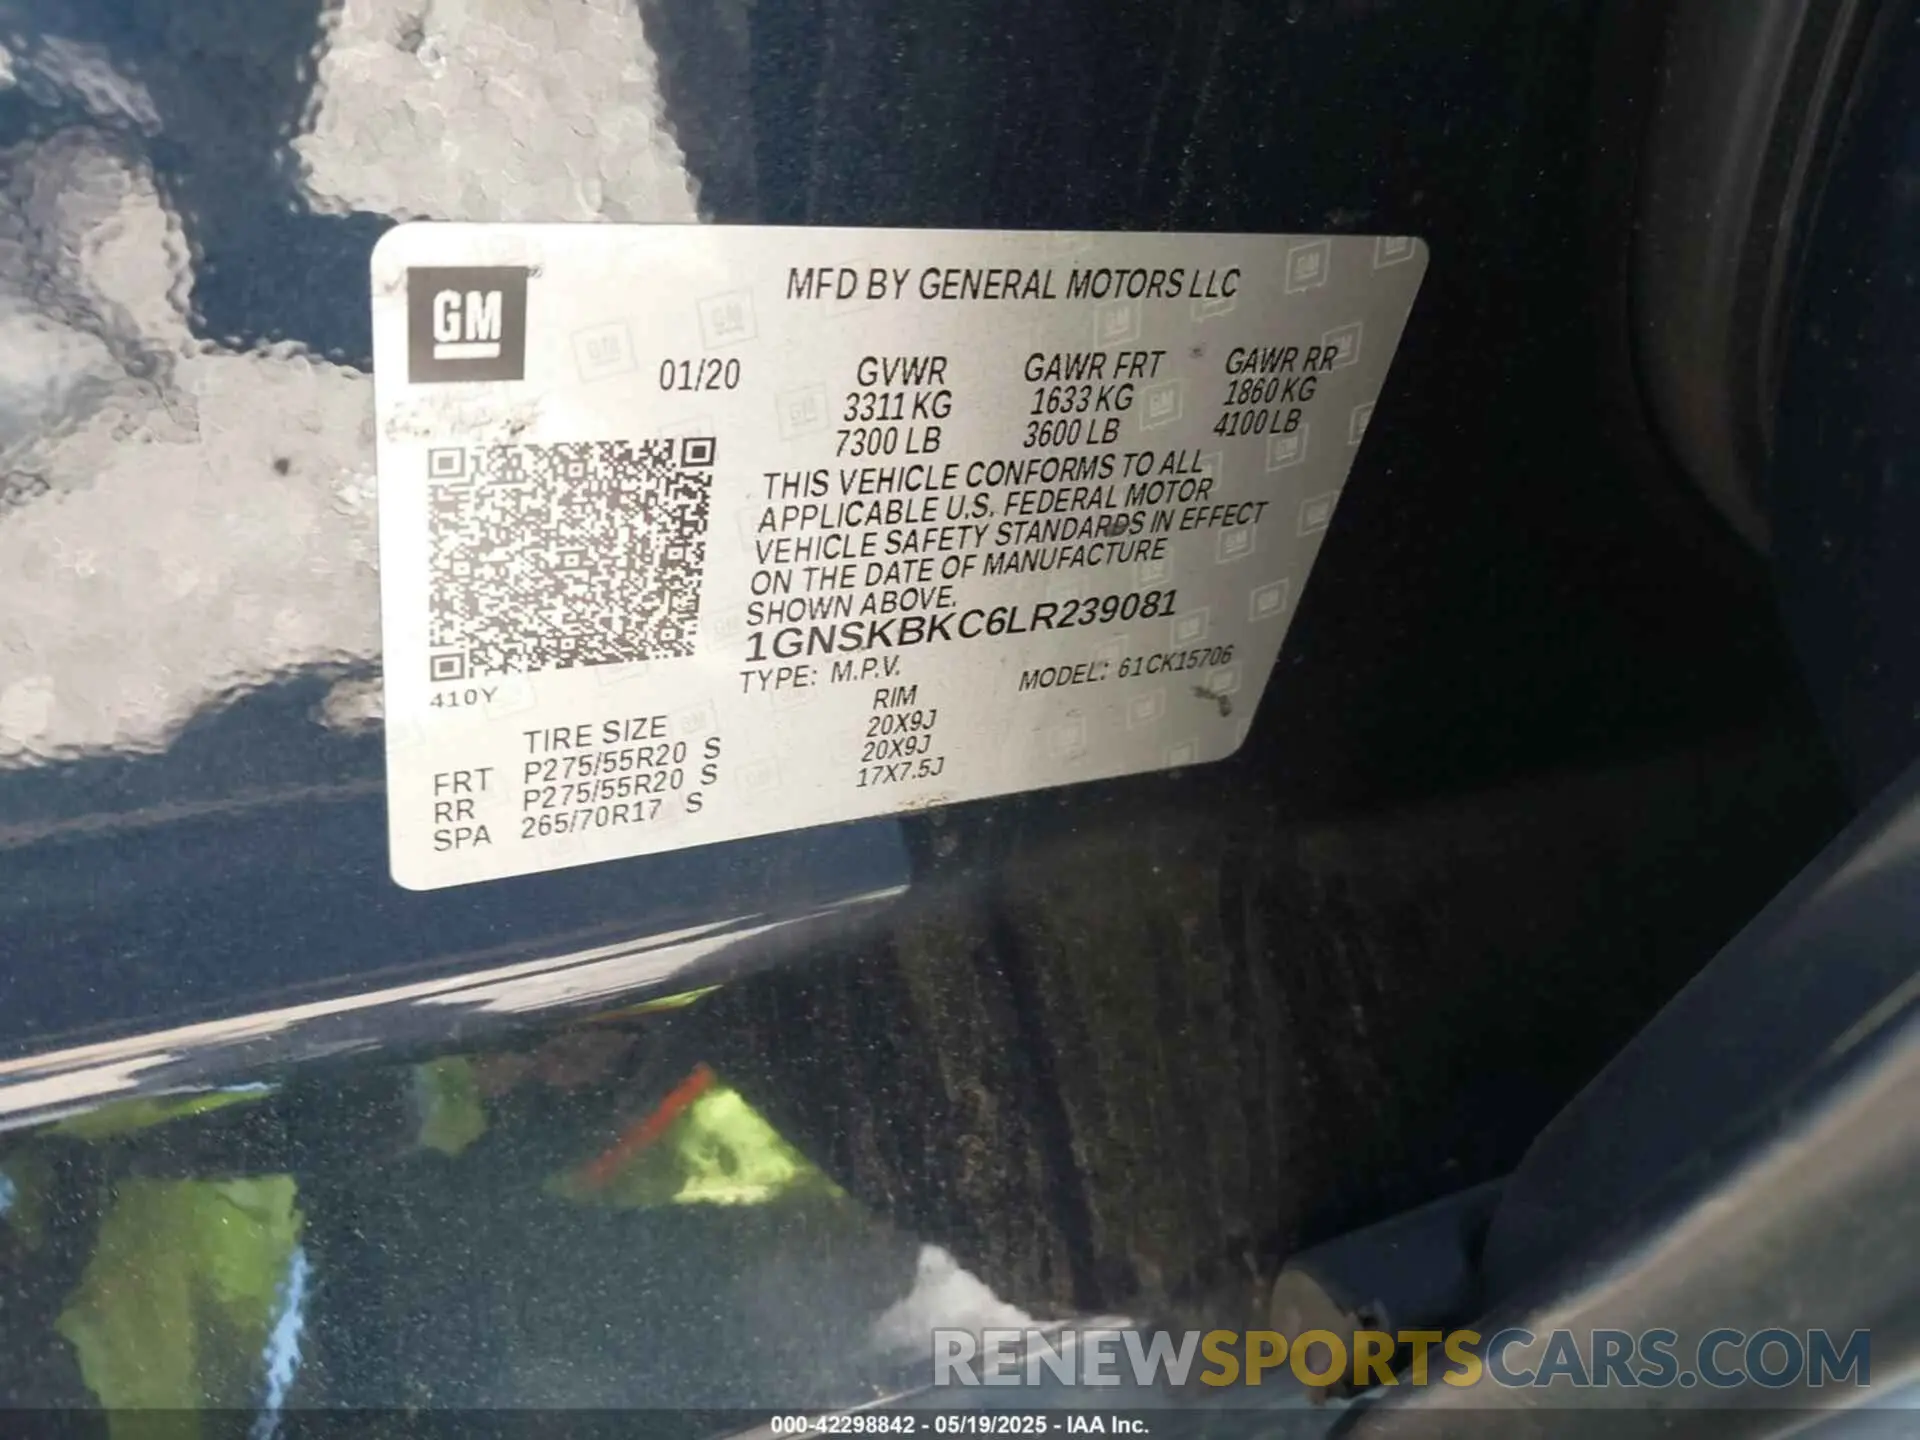 GM
MFD BY GENERAL MOTORS LLC
01/20 GVWR GAWR FRT GAWR RR
3311 KG 1633 KG 1860 KG
7300 LB 3600 LB 4100 LB
THIS VEHICLE CONFORMS TO ALL
APPLICABLE U.S. FEDERAL MOTOR
VEHICLE SAFETY STANDARDS IN EFFECT
ON THE DATE OF MANUFACTURE
SHOWN ABOVE.
1GNSKBKC6LR239081
TYPE: M.P.V. MODEL: 61CK15706
410Y
TIRE SIZE RIM
FRT P275/55R20 S 20X9J
RR P275/55R20 S 20X9J
SPA 265/70R17 S 17X7.5J
RENEWSPORTSCARS.COM
000-42298842 - 05/19/2025 - IAA Inc.